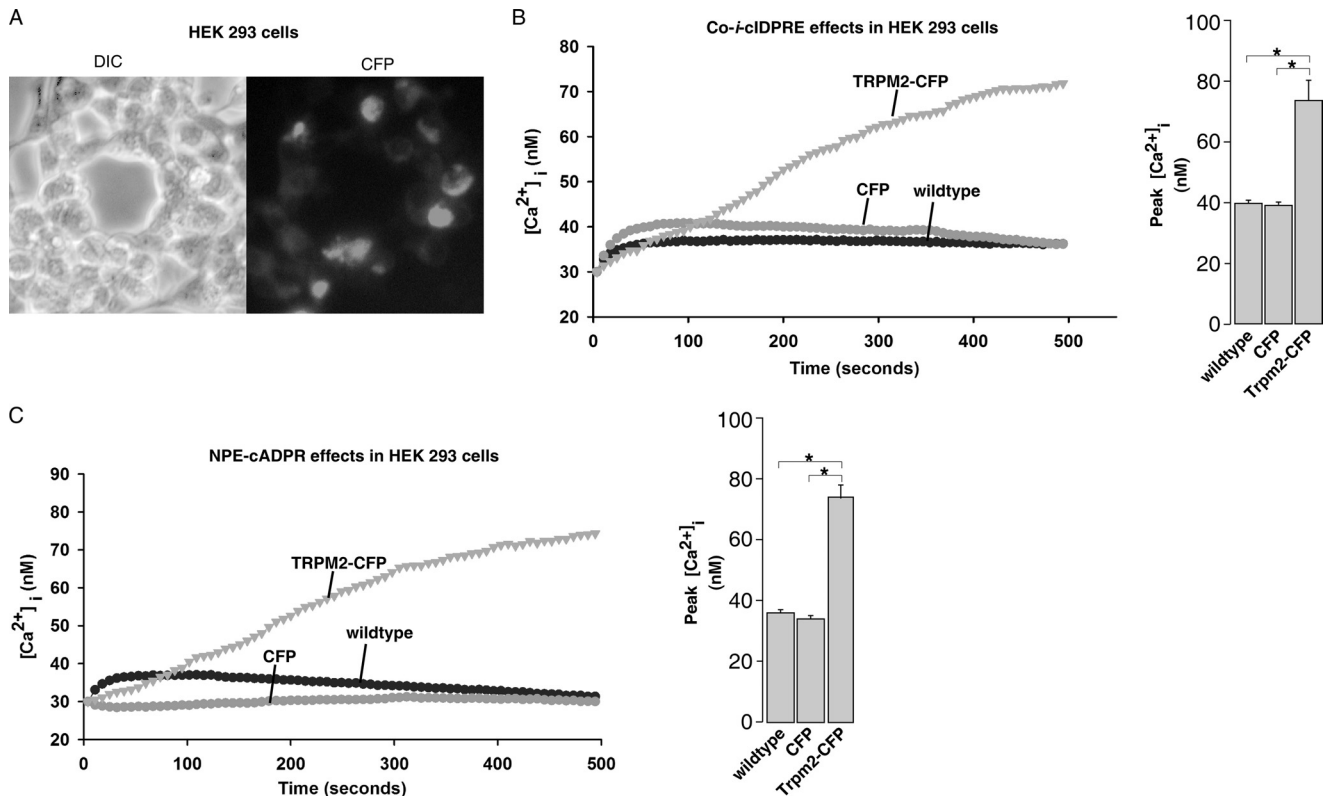 A
HEK 293 cells
DIC
CFP
B
Co-i-cIDPRE effects in HEK 293 cells
80
70
60
50
40
30
20
[Ca2+]i (nM)
TRPM2-CFP
CFP
wildtype
0
100
200
300
400
500
Time (seconds)
100
80
60
40
20
0
Peak [Ca2+]i
(nM)
*
*
wildtype
CFP
Trpm2-CFP
C
NPE-cADPR effects in HEK 293 cells
90
80
70
60
50
40
30
20
[Ca2+]i (nM)
TRPM2-CFP
wildtype
CFP
0
100
200
300
400
500
Time (seconds)
100
80
60
40
20
0
Peak [Ca2+]i
(nM)
*
*
wildtype
CFP
Trpm2-CFP